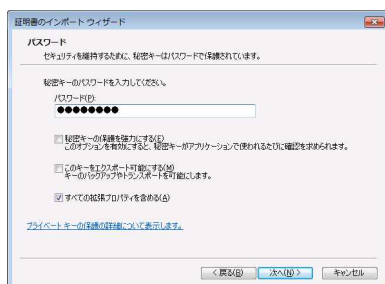 証明書のインポート ウィザード
パスワード
セキュリティを維持するために、秘密キーはパスワードで保護されています。
秘密キーのパスワードを入力してください。
パスワード(P):
●●●●●●●●
秘密キーの保護を強力にする(E)
このオプションを有効にすると、秘密キーがアプリケーションで使われるたびに確認を求められます。
このキーをエクスポート可能にする(M)
キーのバックアップやトランスポートを可能にします。
すべての拡張プロパティを含める(A)
プライベート キーの保護の詳細について表示します。
< 戻る(B) 次へ(N) > キャンセル